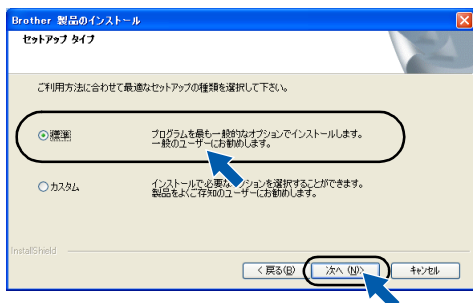 Brother 製品のインストール
セットアップ タイプ
ご利用方法に合わせて最適なセットアップの種類を選択して下さい。
標準
プログラムを最も一般的なオプションでインストールします。
一般のユーザーにお勧めします。
カスタム
インストールで必要なオプションを選択することができます。
製品をよくご存知のユーザーにお勧めします。
InstallShield
< 戻る(B)
次へ (N)>
キャンセル